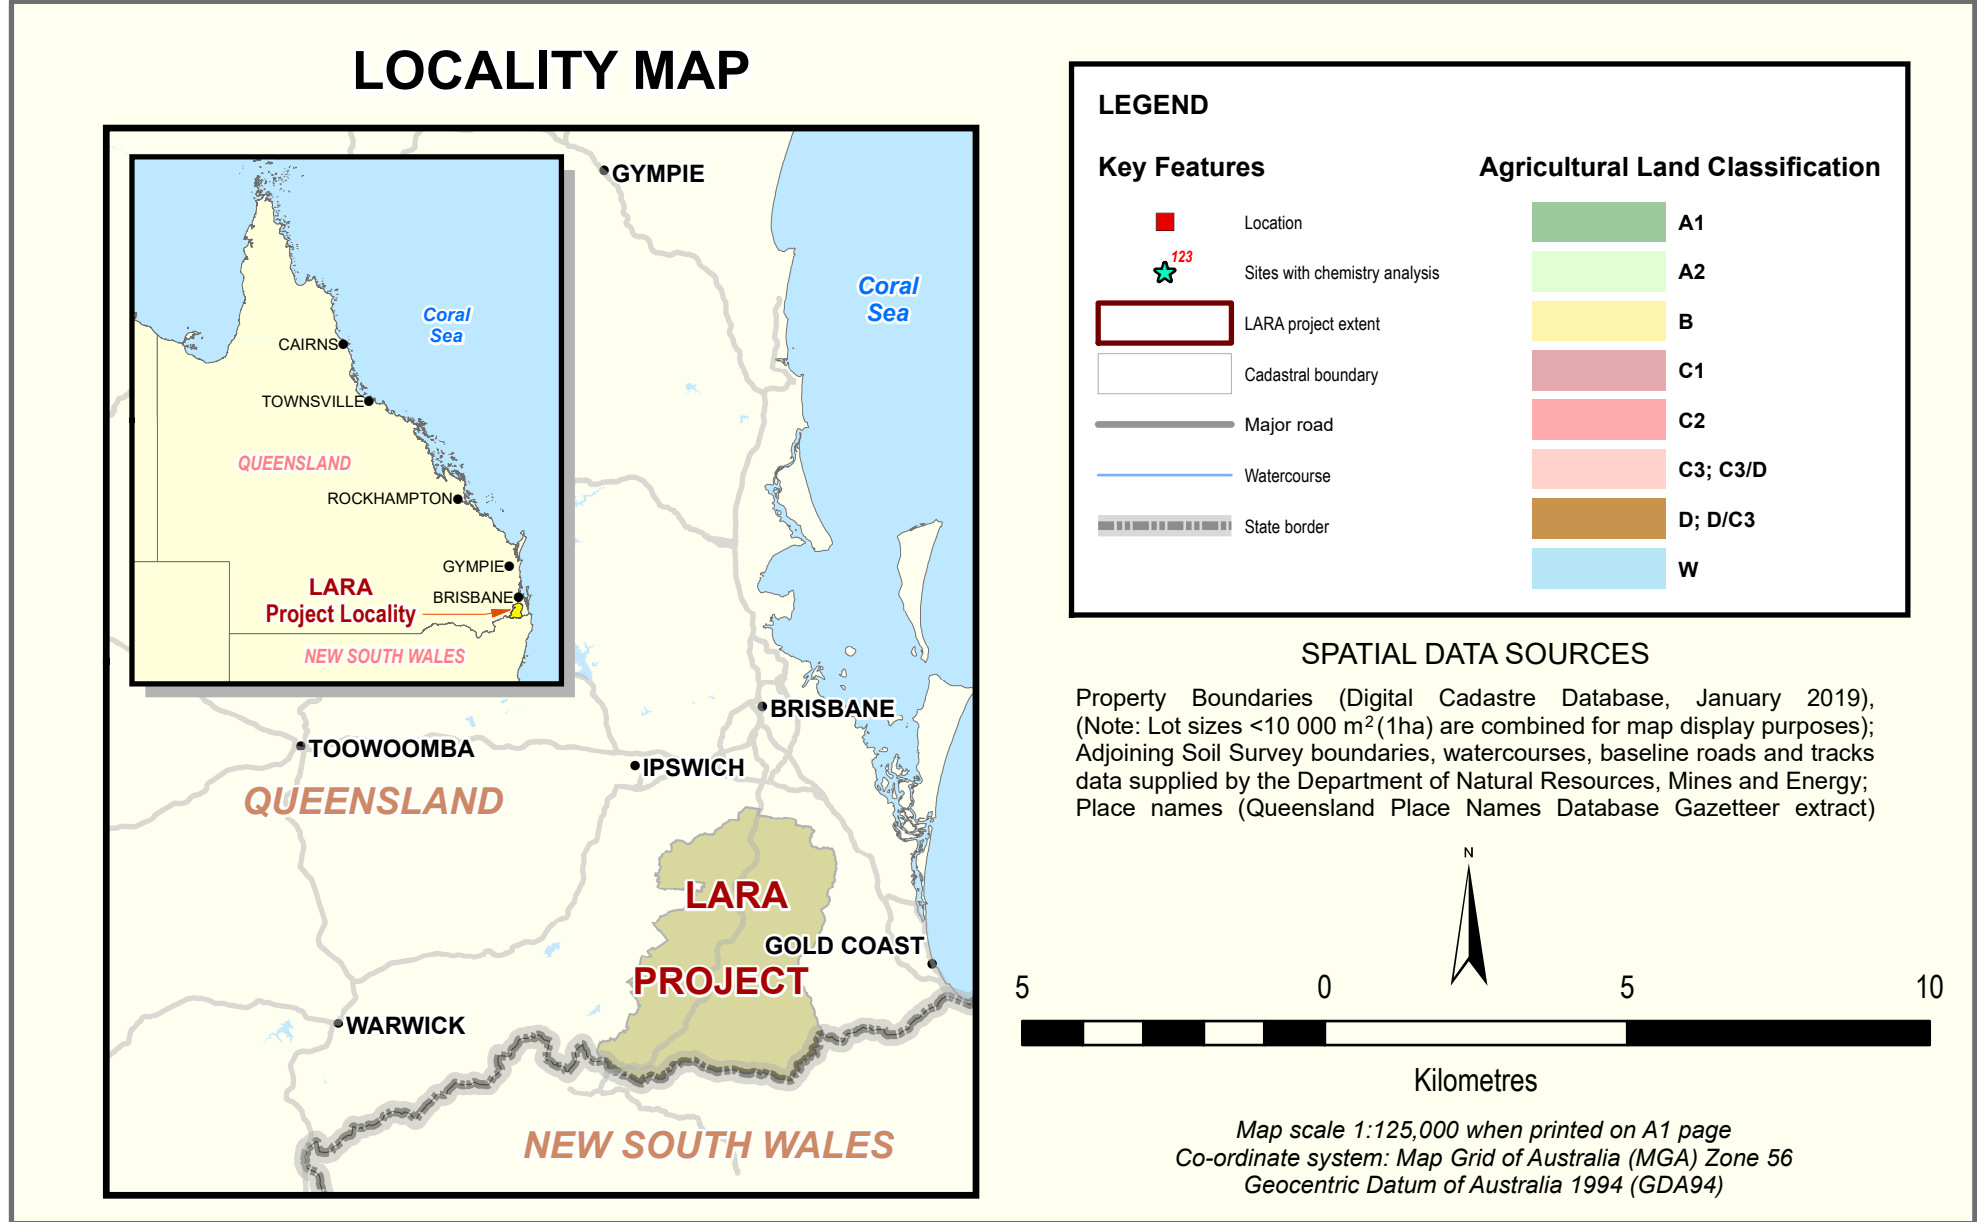 LOCALITY MAP
GYMPIE
Coral
Sea
Coral
Sea
CAIRNS
TOWNSVILLE
QUEENSLAND
ROCKHAMPTON
GYMPIE
LARA
Project Locality
BRISBANE
NEW SOUTH WALES
BRISBANE
TOOWOOMBA
IPSWICH
QUEENSLAND
LARA
GOLD COAST
PROJECT
WARWICK
NEW SOUTH WALES
LEGEND
Key Features
Location
123
Sites with chemistry analysis
LARA project extent
Cadastral boundary
Major road
Watercourse
State border
Agricultural Land Classification
A1
A2
B
C1
C2
C3; C3/D
D; D/C3
W
SPATIAL DATA SOURCES
Property Boundaries (Digital Cadastre Database, January 2019),
(Note: Lot sizes <10 000 m² (1ha) are combined for map display purposes);
Adjoining Soil Survey boundaries, watercourses, baseline roads and tracks
data supplied by the Department of Natural Resources, Mines and Energy;
Place names (Queensland Place Names Database Gazetteer extract)
N
5 0 5 10
Kilometres
Map scale 1:125,000 when printed on A1 page
Co-ordinate system: Map Grid of Australia (MGA) Zone 56
Geocentric Datum of Australia 1994 (GDA94)